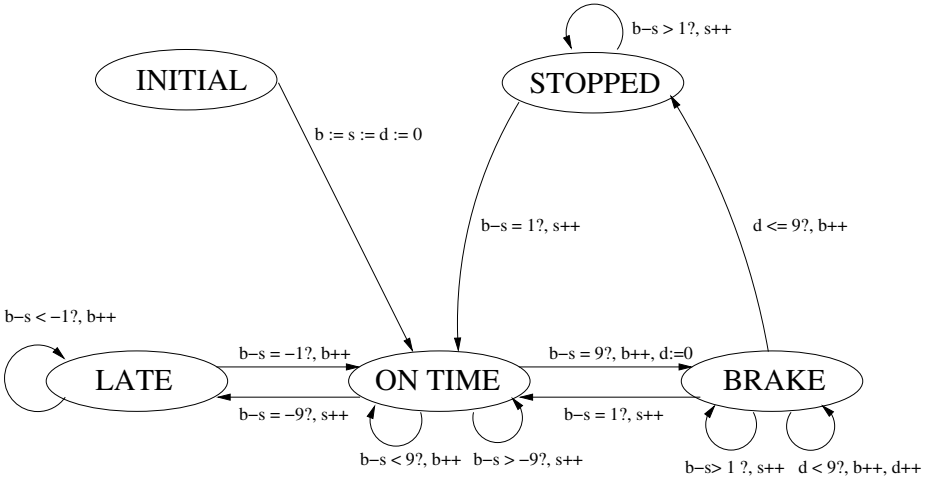 b−s > 1?, s++
INITIAL
STOPPED
b := s := d := 0
b−s = 1?, s++
d <= 9?, b++
b−s < −1?, b++
b−s = −1?, b++
b−s = 9?, b++, d:=0
LATE
ON TIME
BRAKE
b−s = −9?, s++
b−s = 1?, s++
b−s < 9?, b++
b−s > −9?, s++
b−s> 1 ?, s++
d < 9?, b++, d++